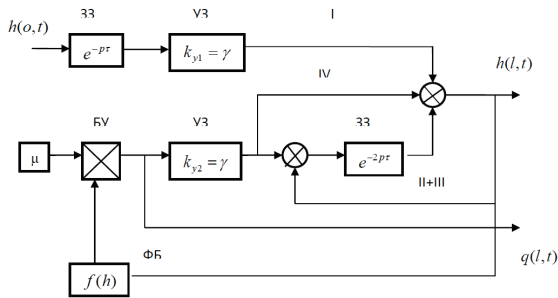 ЗЗ УЗ I
h(o,t)
e^{-pτ} k_{y1} = γ h(l,t)
IV
БУ УЗ ЗЗ
μ k_{y2} = γ e^{-2pτ}
II+III
ФБ q(l,t)
f(h)